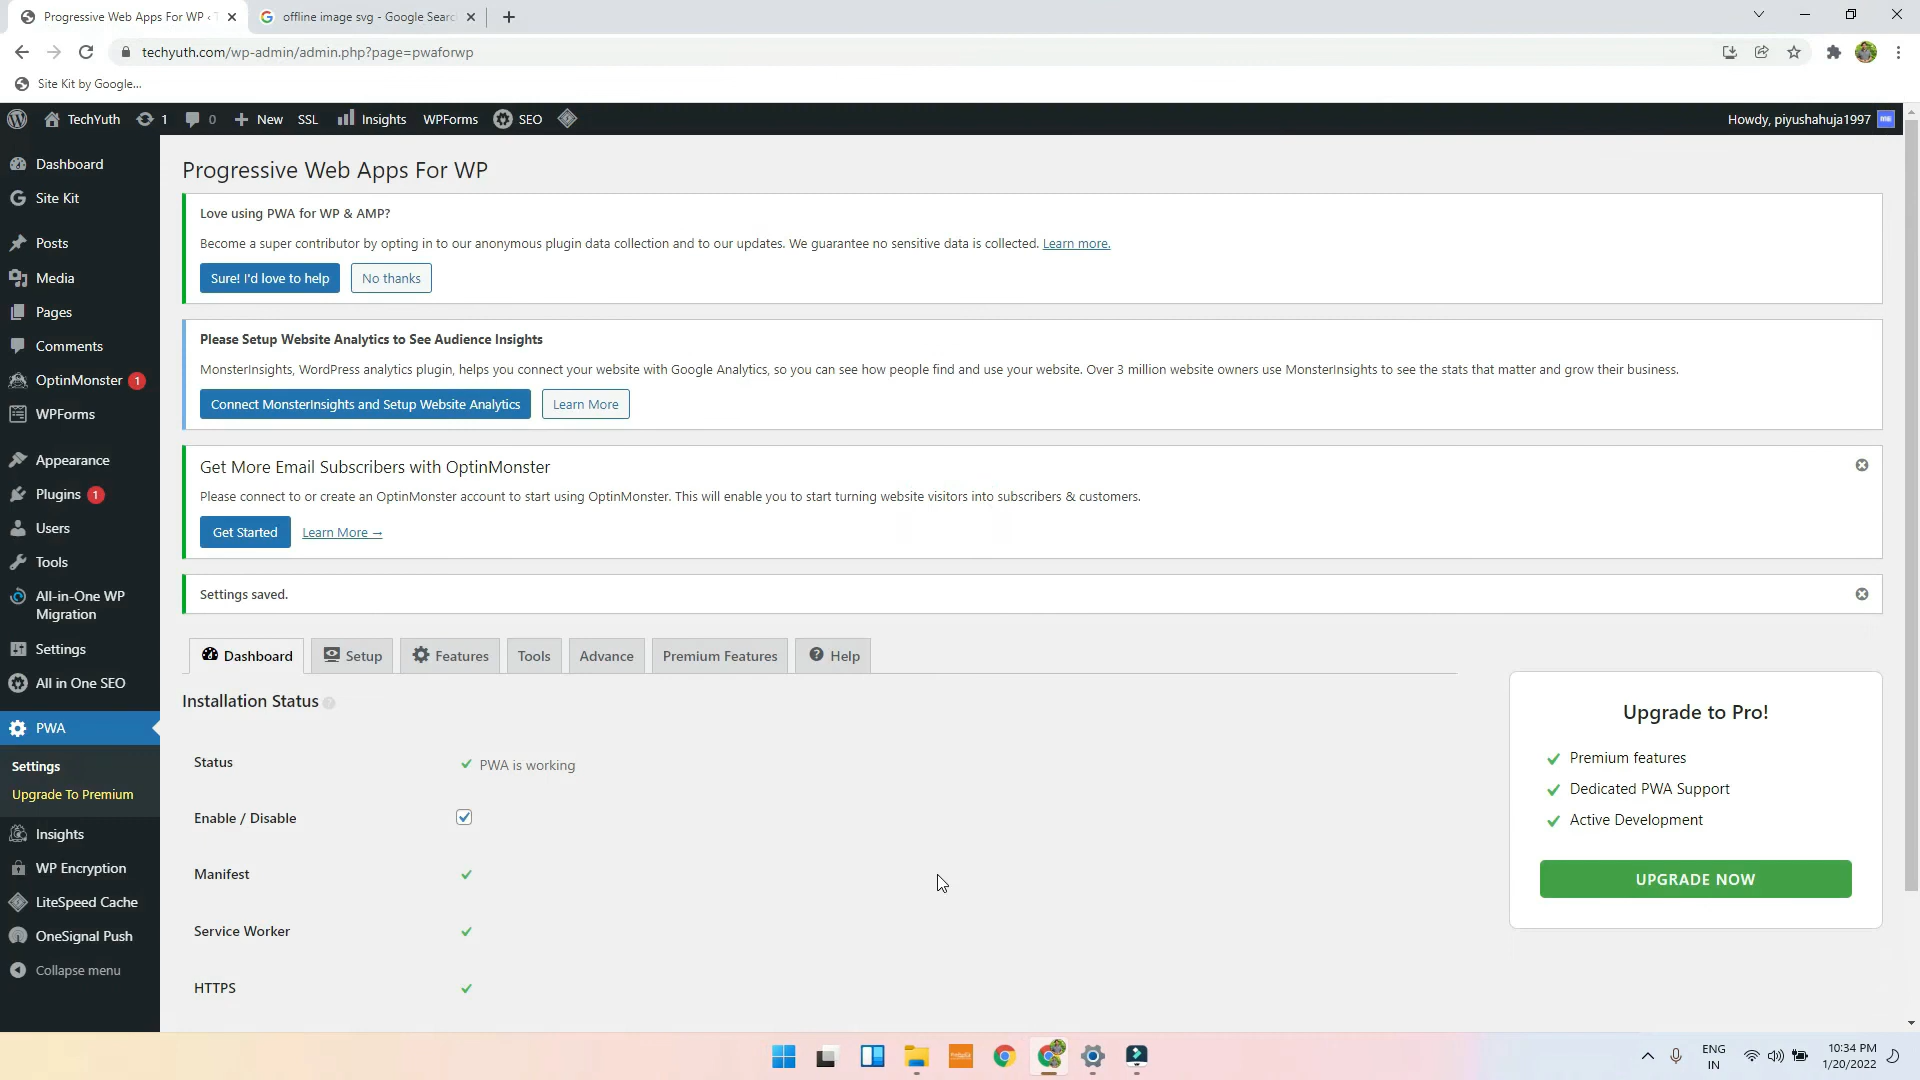 Progressive Web Apps For WP ‹ T
offline image svg - Google Searc
techyuth.com/wp-admin/admin.php?page=pwaforwp
Site Kit by Google...
TechYuth
1
0
New
SSL
Insights
WPForms
SEO
Howdy, piyushahuja1997
Dashboard
Site Kit
Posts
Media
Pages
Comments
OptinMonster 1
WPForms
Appearance
Plugins 1
Users
Tools
All-in-One WP
Migration
Settings
All in One SEO
PWA
Settings
Upgrade To Premium
Insights
WP Encryption
LiteSpeed Cache
OneSignal Push
Collapse menu
Progressive Web Apps For WP
Love using PWA for WP & AMP?
Become a super contributor by opting in to our anonymous plugin data collection and to our updates. We guarantee no sensitive data is collected. Learn more.
Sure! I'd love to help
No thanks
Please Setup Website Analytics to See Audience Insights
MonsterInsights, WordPress analytics plugin, helps you connect your website with Google Analytics, so you can see how people find and use your website. Over 3 million website owners use MonsterInsights to see the stats that matter and grow their business.
Connect MonsterInsights and Setup Website Analytics
Learn More
Get More Email Subscribers with OptinMonster
Please connect to or create an OptinMonster account to start using OptinMonster. This will enable you to start turning website visitors into subscribers & customers.
Get Started
Learn More →
Settings saved.
Dashboard
Setup
Features
Tools
Advance
Premium Features
Help
Installation Status
Status
PWA is working
Enable / Disable
Manifest
Service Worker
HTTPS
Upgrade to Pro!
Premium features
Dedicated PWA Support
Active Development
UPGRADE NOW
ENG
IN
10:34 PM
1/20/2022